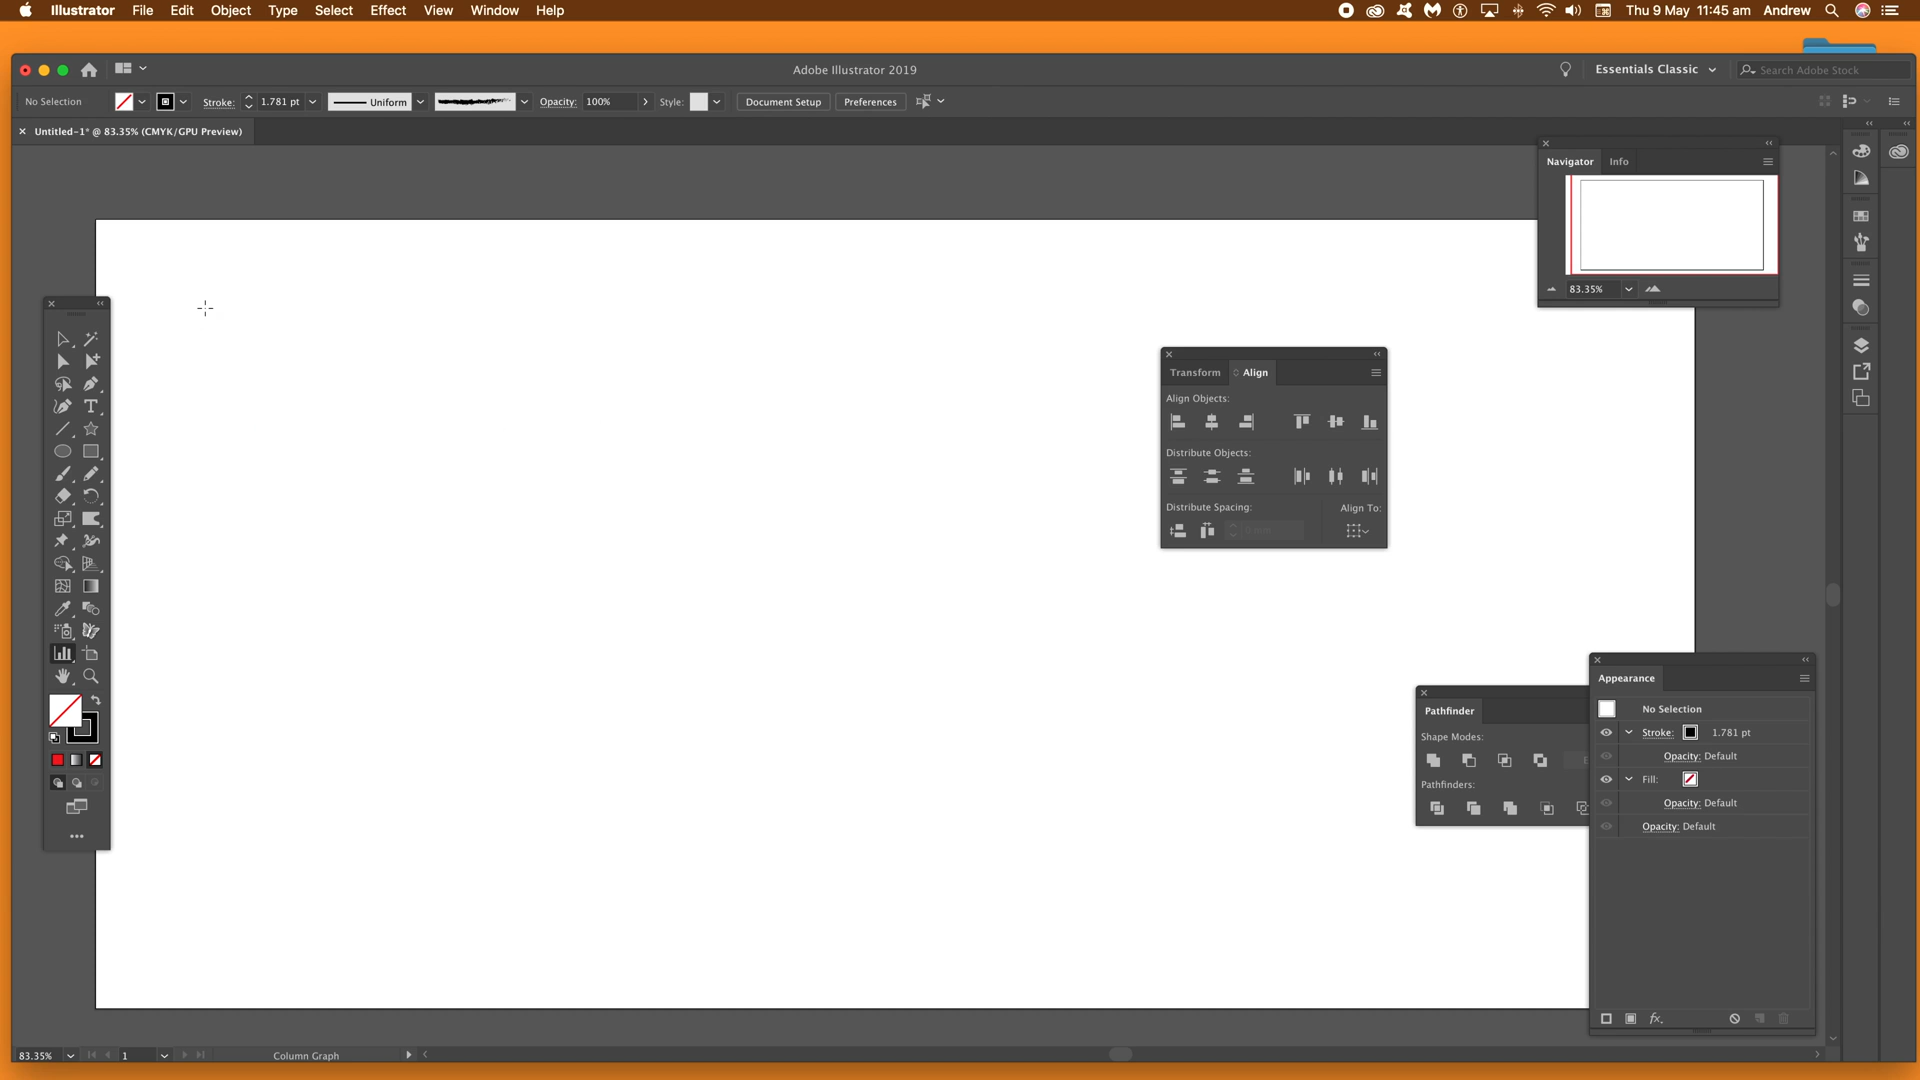 Illustrator File Edit Object Type Select Effect View Window Help Thu 9 May 11:45 am Andrew
Adobe Illustrator 2019 Essentials Classic Search Adobe Stock
No Selection Stroke: 1.781 pt Uniform Opacity: 100% Style: Document Setup Preferences
Untitled-1* @ 83.35% (CMYK/GPU Preview)
Navigator Info
83.35%
Transform Align
Align Objects:
Distribute Objects:
Distribute Spacing: Align To:
0 mm
Pathfinder
Shape Modes:
Pathfinders:
Appearance
No Selection
Stroke: 1.781 pt
Opacity: Default
Fill:
Opacity: Default
Opacity: Default
fx.
83.35% 1 Column Graph